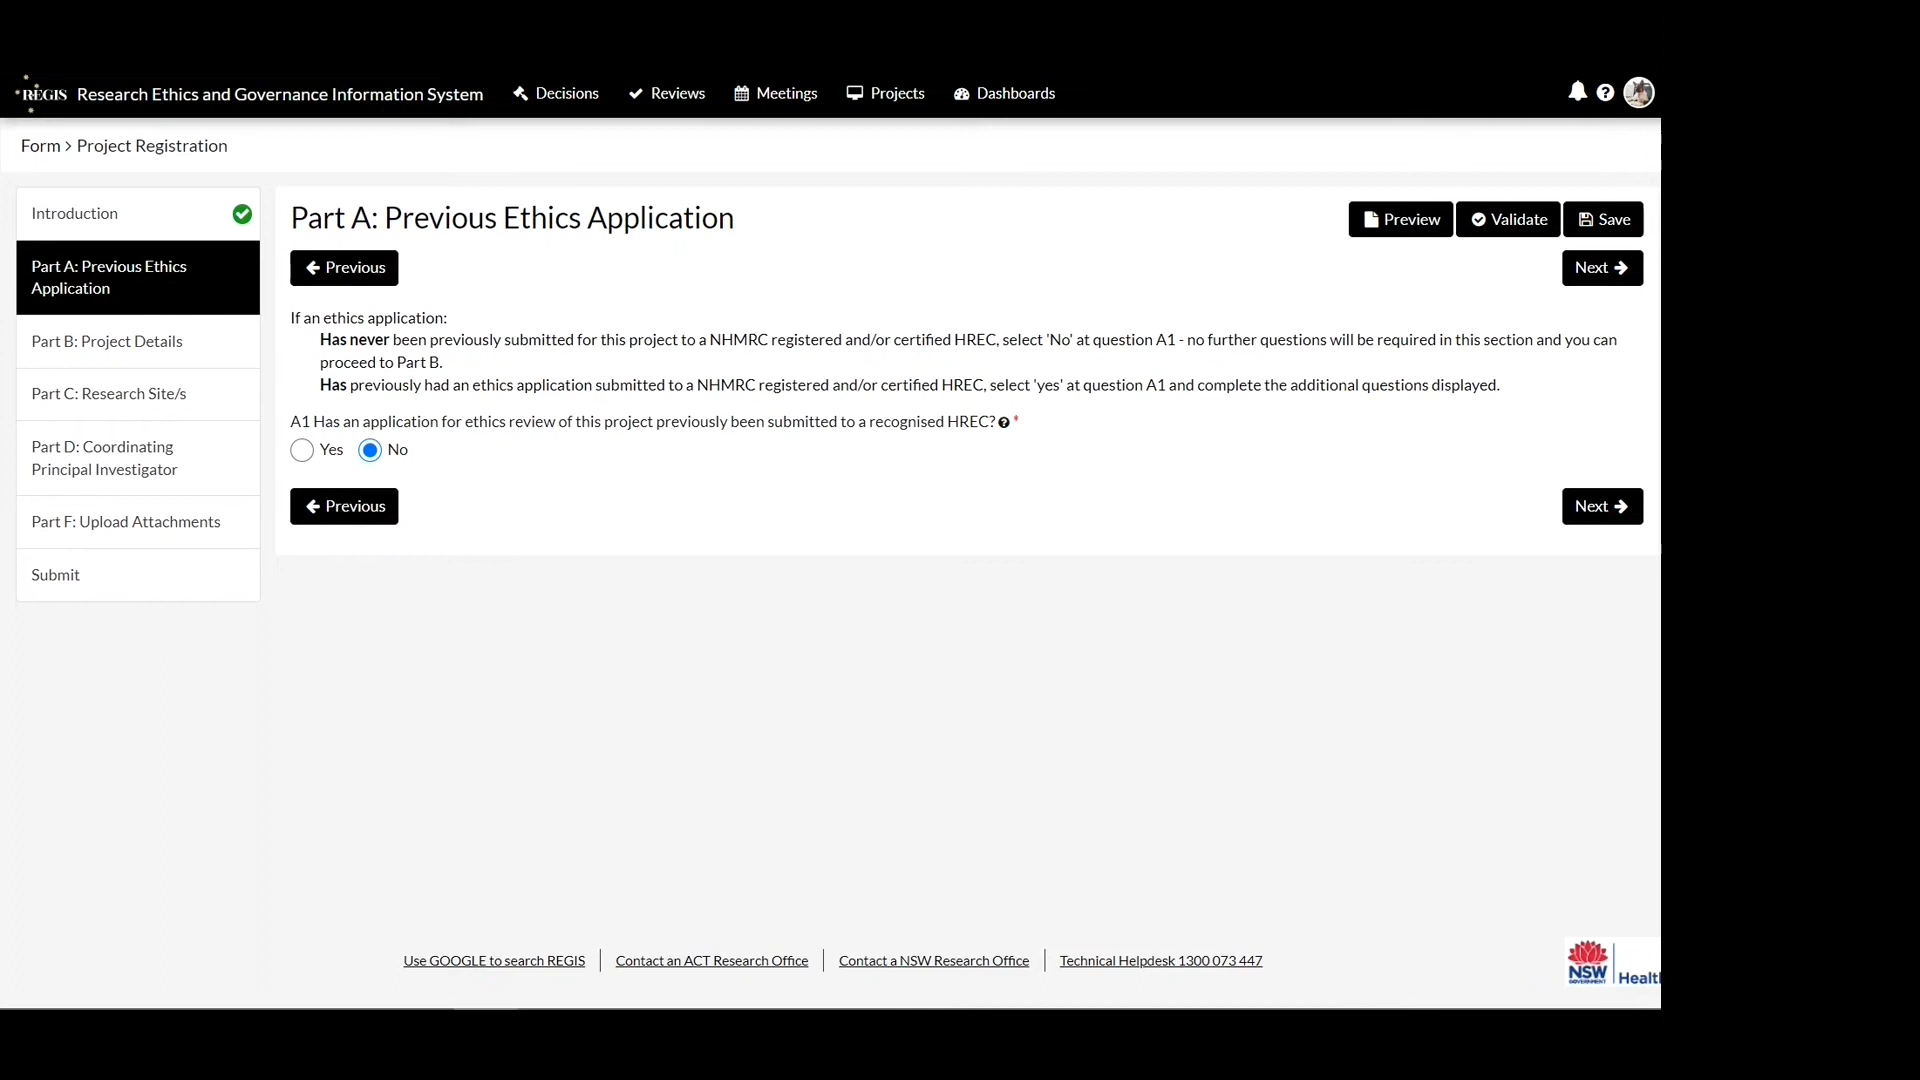 REGIS Research Ethics and Governance Information System Decisions Reviews Meetings Projects Dashboards
Form > Project Registration
Introduction
Part A: Previous Ethics
Application
Part B: Project Details
Part C: Research Site/s
Part D: Coordinating
Principal Investigator
Part F: Upload Attachments
Submit
Part A: Previous Ethics Application
Preview Validate Save
Previous Next
If an ethics application:
Has never been previously submitted for this project to a NHMRC registered and/or certified HREC, select 'No' at question A1 - no further questions will be required in this section and you can
proceed to Part B.
Has previously had an ethics application submitted to a NHMRC registered and/or certified HREC, select 'yes' at question A1 and complete the additional questions displayed.
A1 Has an application for ethics review of this project previously been submitted to a recognised HREC? *
Yes No
Previous Next
Use GOOGLE to search REGIS Contact an ACT Research Office Contact a NSW Research Office Technical Helpdesk 1300 073 447
NSW
GOVERNMENT
Health